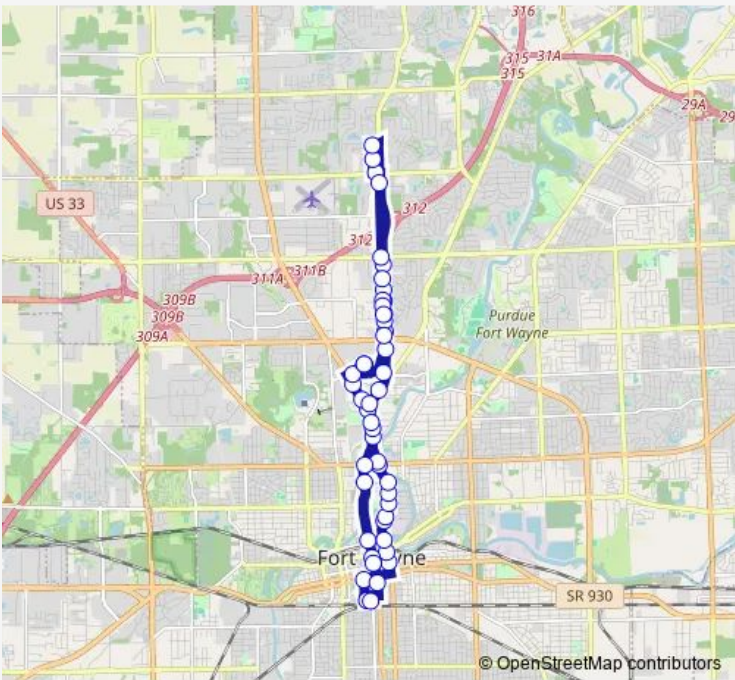 316
315
31A
315
29A
29
US 33
312
312
311A
311B
309B
309B
309A
Purdue
Fort Wayne
Fort
yne
SR 930
© OpenStreetMap contributors